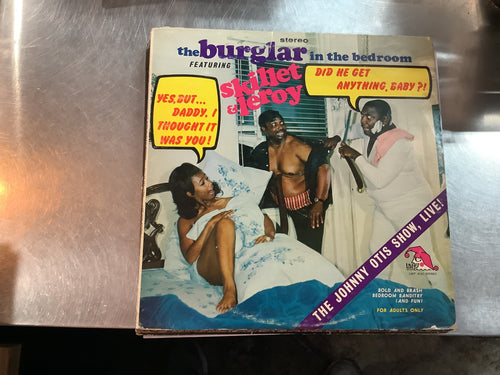 stereo
the burglar in the bedroom
FEATURING
skillet
& leroy
DID HE GET
ANYTHING, BABY?!
YES, BUT...
DADDY, I
THOUGHT IT
WAS YOU!
THE JOHNNY OTIS SHOW, LIVE!
BOLD AND BRASH
BEDROOM BANDITRY
(AND FUN!)
FOR ADULTS ONLY